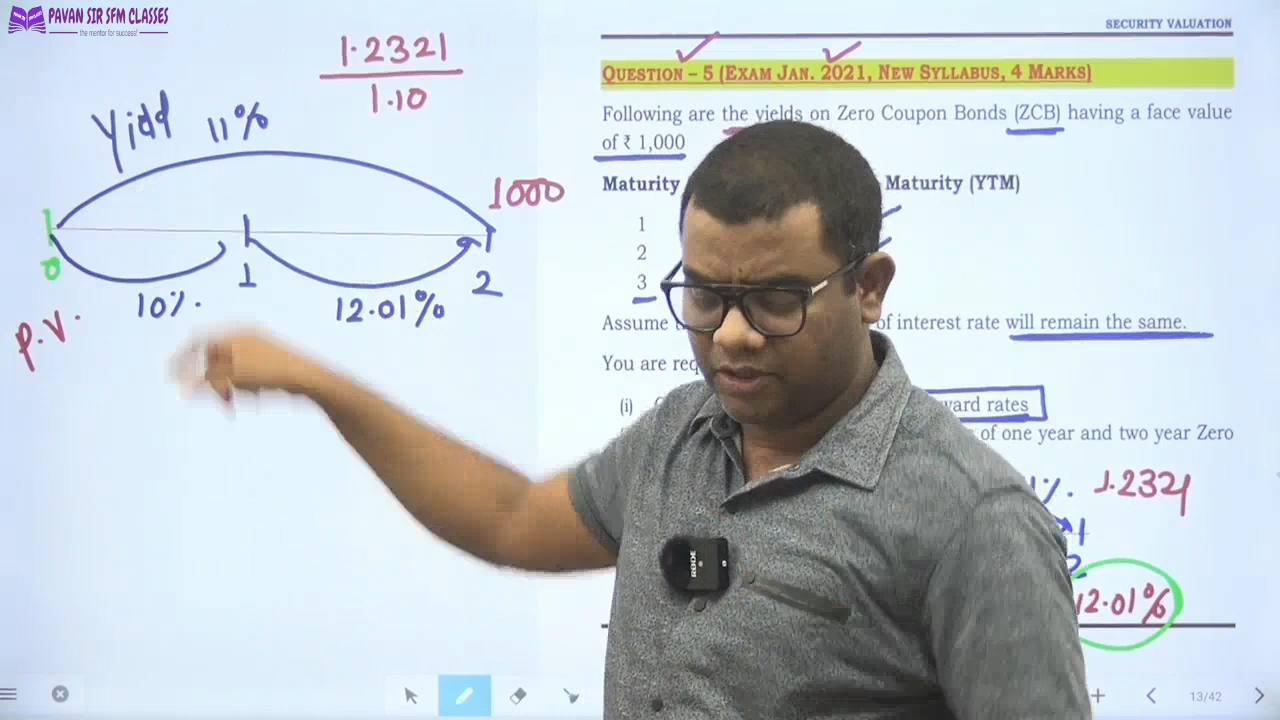 PAVAN SIR SFM CLASSES
the mentor for success!
1.2321
1.10
Yield 11%
1000
0
1
2
10%.
12.01%
P.V.
SECURITY VALUATION
QUESTION – 5 (EXAM JAN. 2021, NEW SYLLABUS, 4 MARKS)
Following are the yields on Zero Coupon Bonds (ZCB) having a face value
of ₹ 1,000
Maturity Maturity (YTM)
1
2
3
Assume of interest rate will remain the same.
You are
(i) rates
of one year and two year Zero
%. 1.2321
1
2
12.01%
RODE
13/42